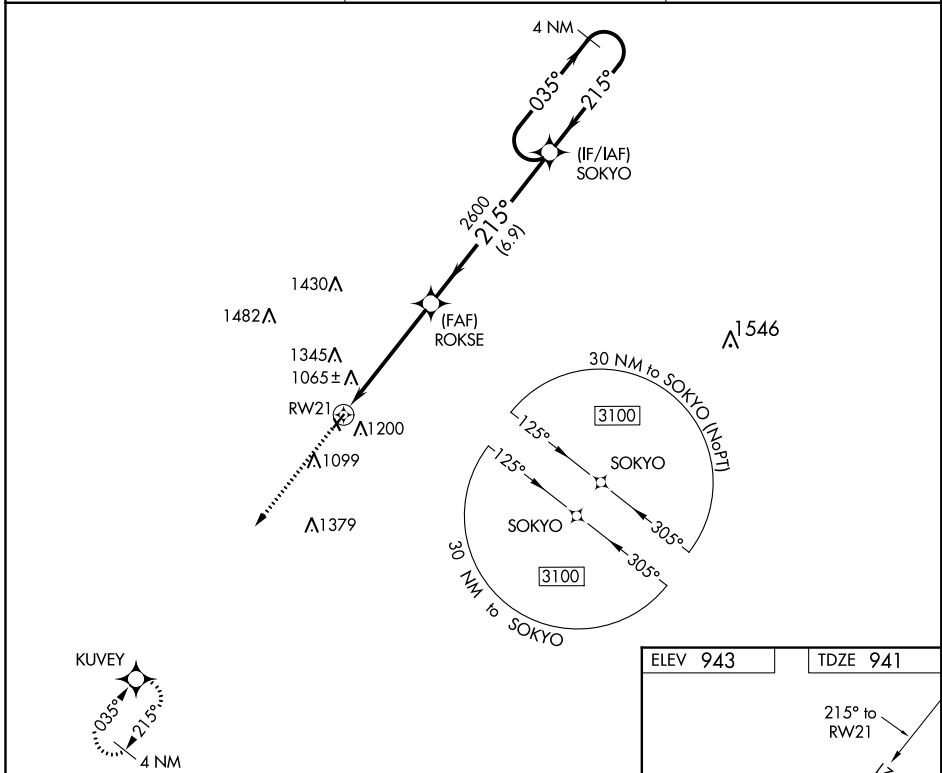 4 NM
035°
215°
(IF/IAF)
SOKYO
2600
215°
(6.9)
1430
1482
(FAF)
ROKSE
1546
1345
1065±
30 NM to SOKYO (NoPT)
RW21
3100
1200
125°
SOKYO
125°
1099
SOKYO
305°
1379
305°
3100
30 NM to SOKYO
KUVEY
035°
215°
4 NM
ELEV 943
TDZE 941
215° to
RW21